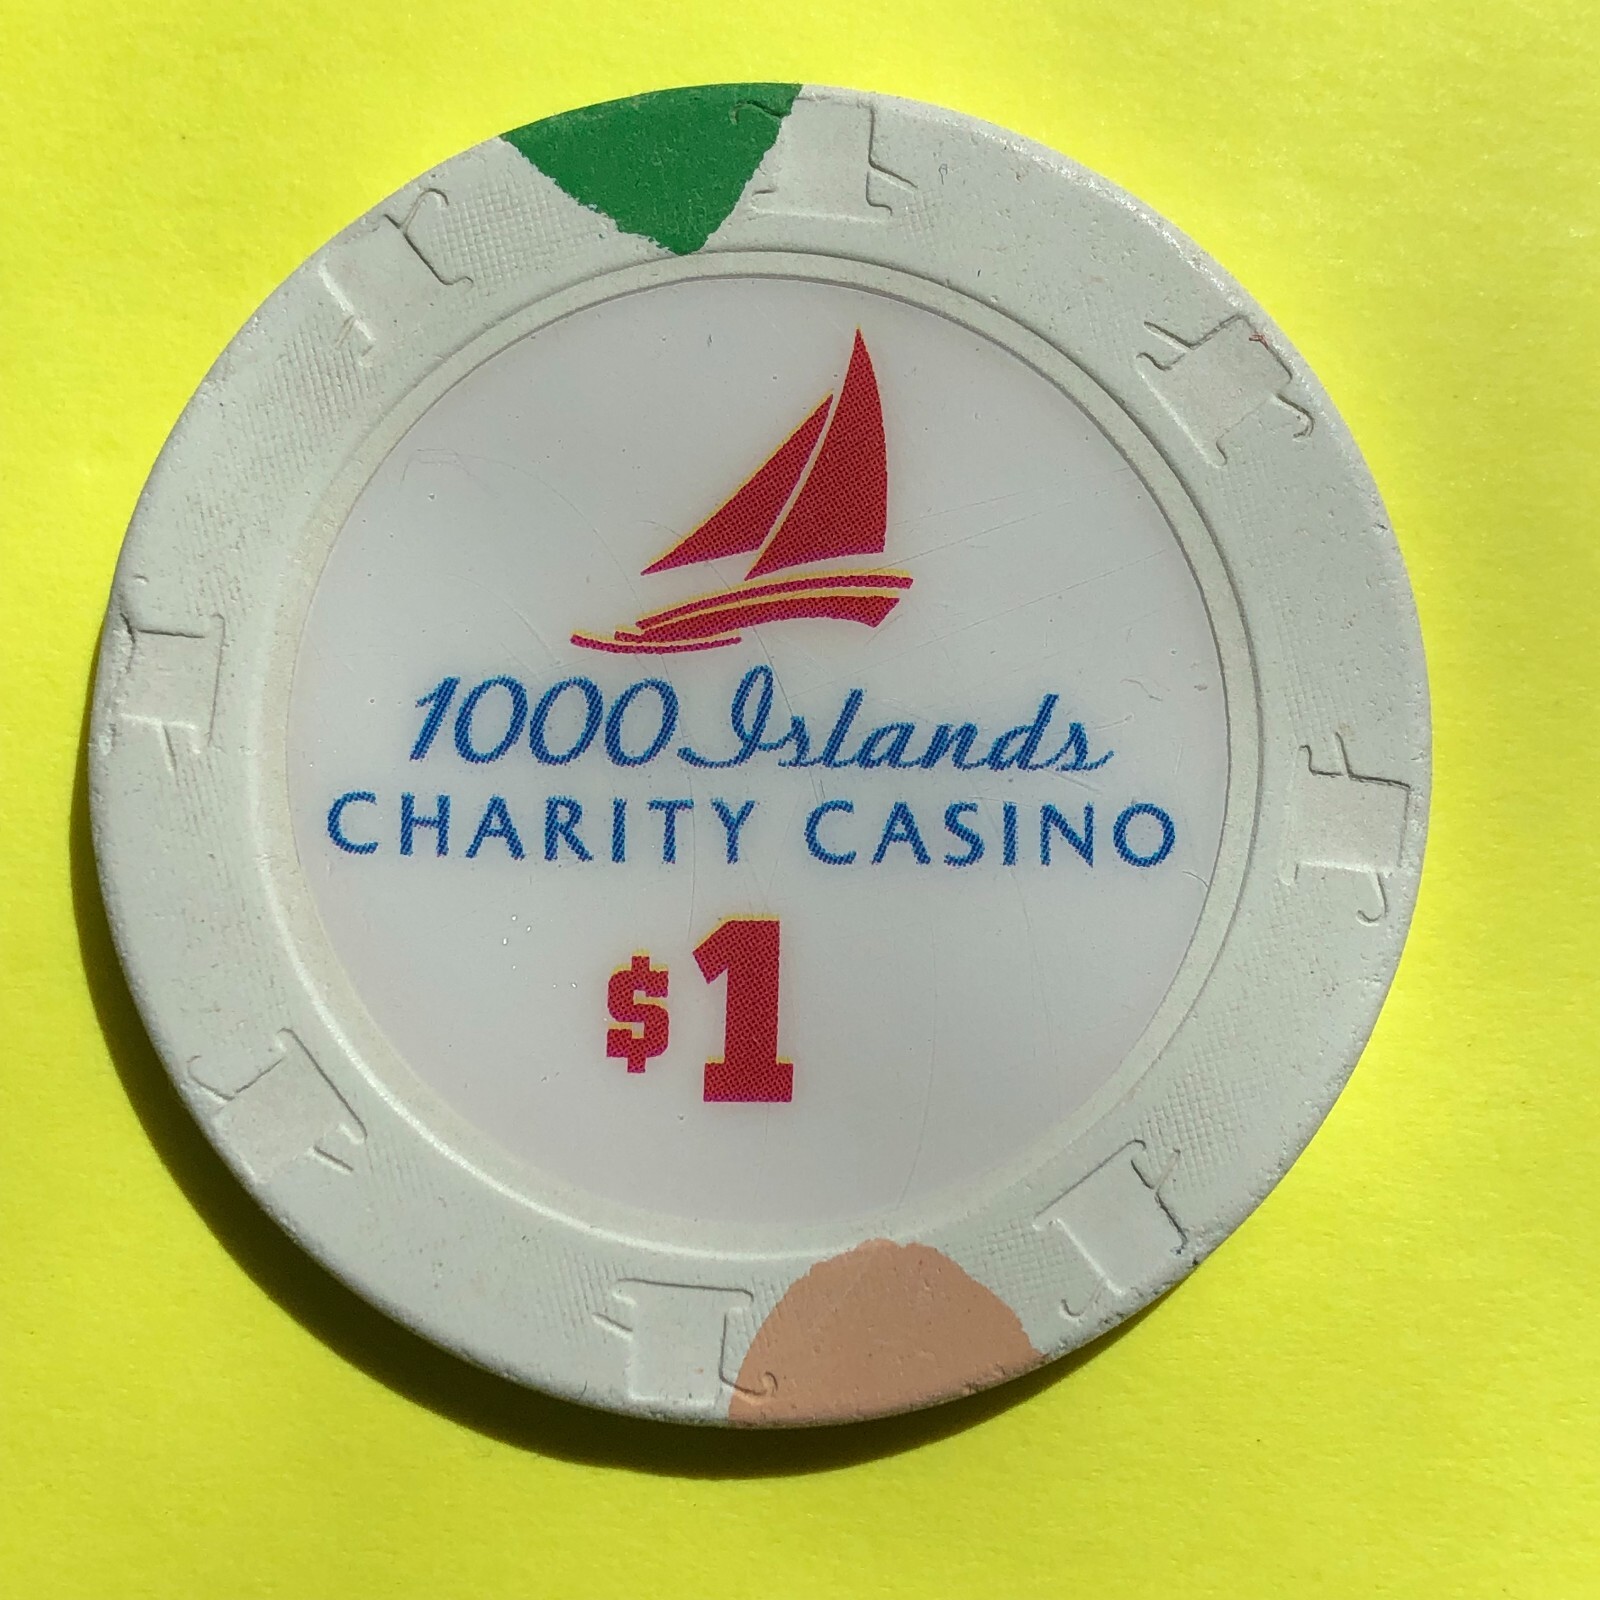 1000 Islands
CHARITY CASINO
$1